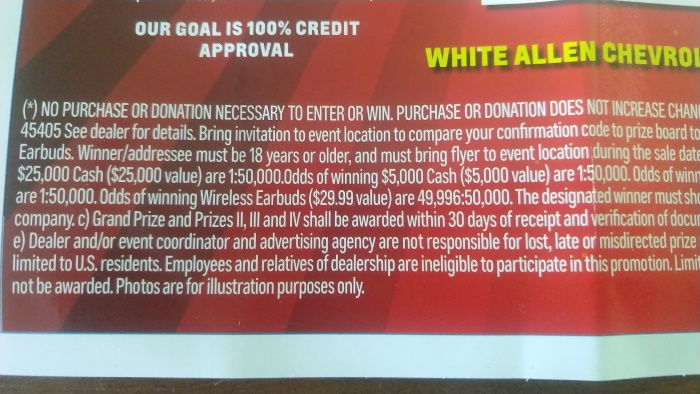 OUR GOAL IS 100% CREDIT
APPROVAL
WHITE ALLEN CHEVROL
(*) NO PURCHASE OR DONATION NECESSARY TO ENTER OR WIN. PURCHASE OR DONATION DOES NOT INCREASE CHAN
45405 See dealer for details. Bring invitation to event location to compare your confirmation code to prize board to
Earbuds. Winner/addressee must be 18 years or older, and must bring flyer to event location during the sale date
$25,000 Cash ($25,000 value) are 1:50,000.Odds of winning $5,000 Cash ($5,000 value) are 1:50,000. Odds of winn
are 1:50,000. Odds of winning Wireless Earbuds ($29.99 value) are 49,996:50,000. The designated winner must sh
company. c) Grand Prize and Prizes II, III and IV shall be awarded within 30 days of receipt and verification of docu
e) Dealer and/or event coordinator and advertising agency are not responsible for lost, late or misdirected prize
limited to U.S. residents. Employees and relatives of dealership are ineligible to participate in this promotion. Limit
not be awarded. Photos are for illustration purposes only.